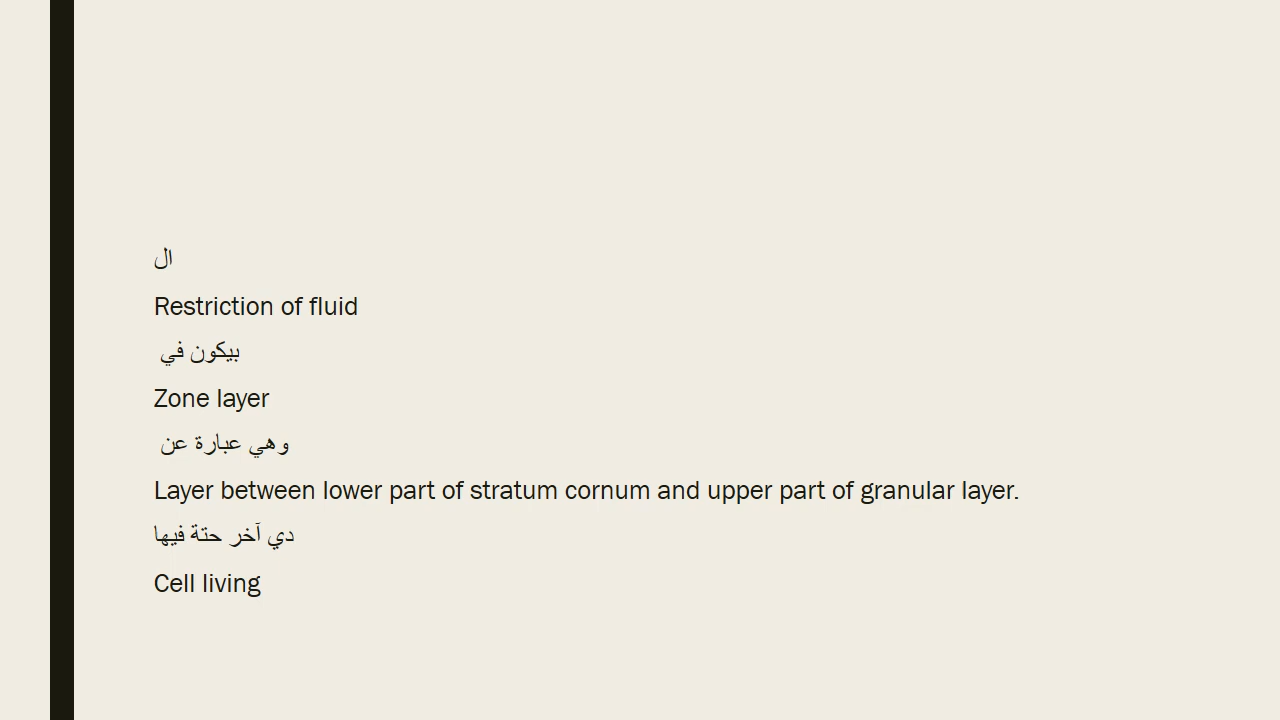 ال
Restriction of fluid
بيكون في
Zone layer
وهي عبارة عن
Layer between lower part of stratum cornum and upper part of granular layer.
دي آخر حتة فيها
Cell living